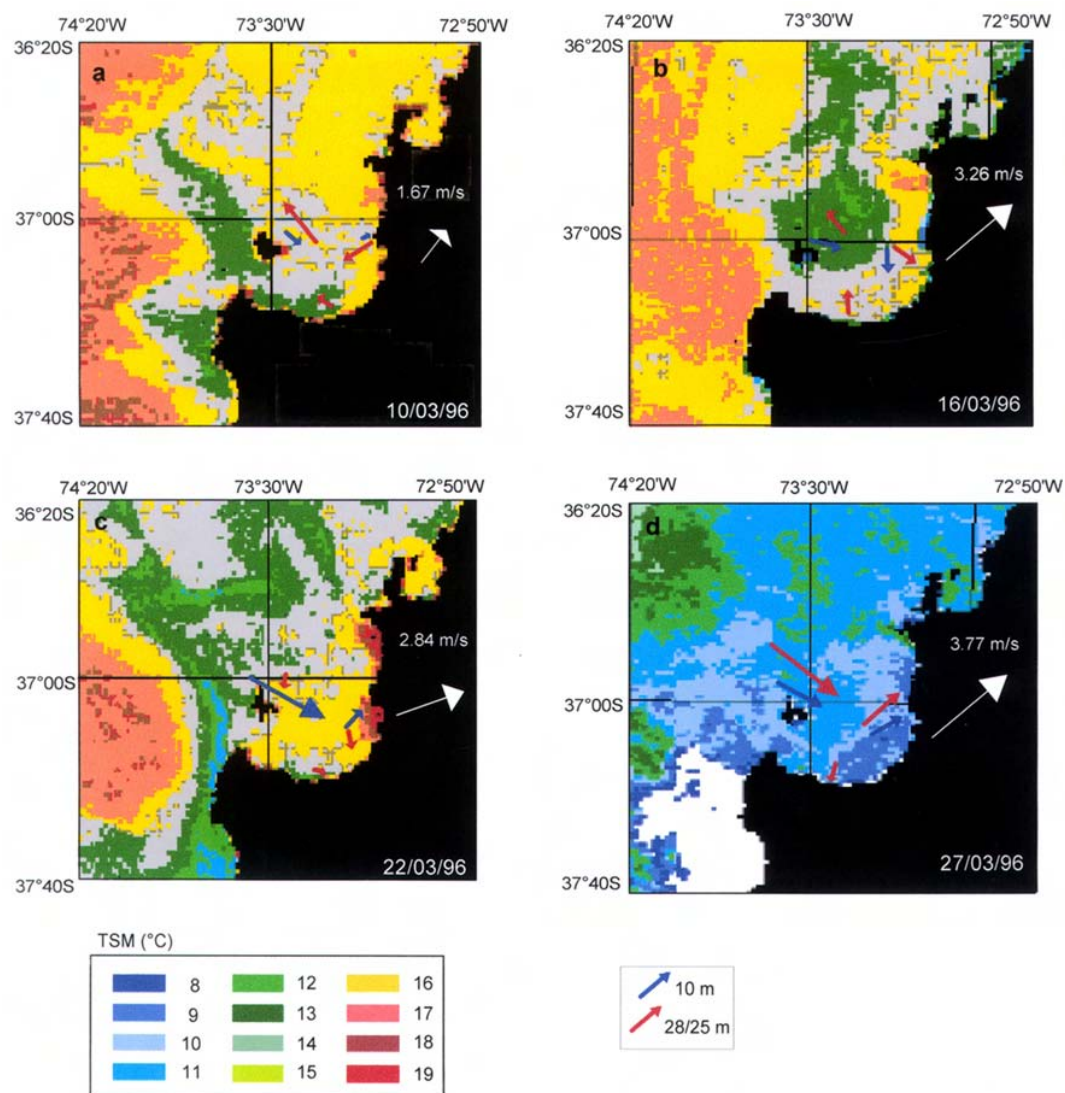 74°20'W 73°30'W 72°50'W
36°20S
a
1.67 m/s
37°00S
10/03/96
37°40S
74°20'W 73°30'W 72°50'W
36°20S
b
3.26 m/s
37°00S
16/03/96
37°40S
74°20°W 73°30'W 72°50'W
36°20S
c
2.84 m/s
37°00S
22/03/96
37°40S
74°20'W 73°30'W 72°50'W
36°20S
d
3.77 m/s
37°00S
27/03/96
37°40S
TSM (°C)
8 12 16
9 13 17
10 14 18
11 15 19
10 m
28/25 m